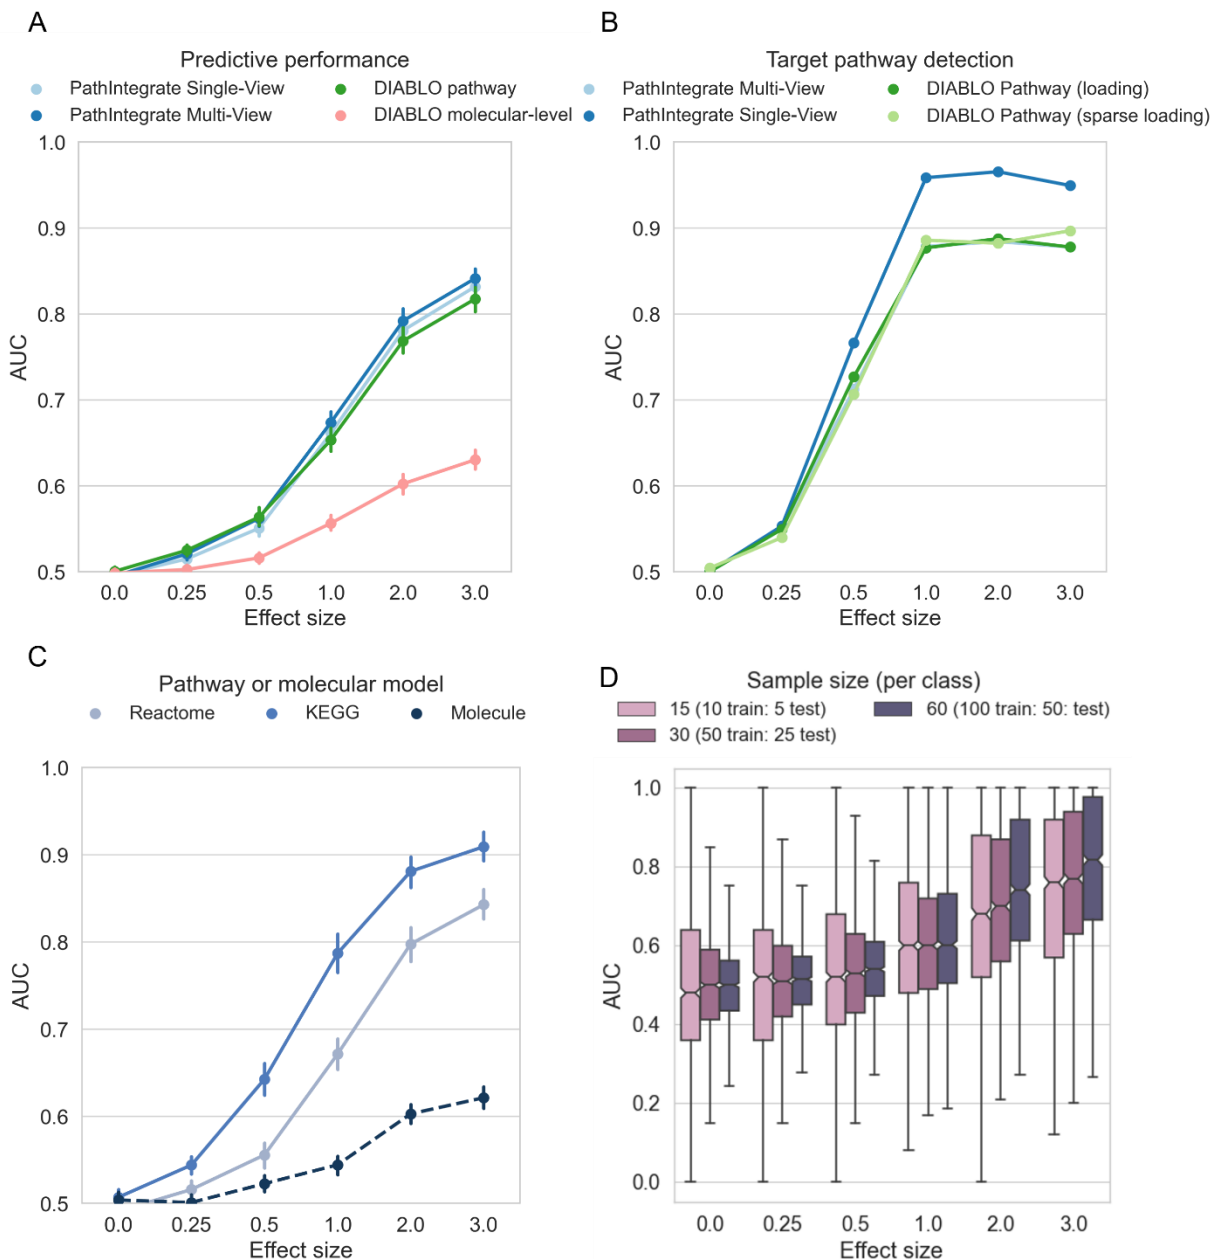 A
Predictive performance
PathIntegrate Single-View
DIABLO pathway
PathIntegrate Multi-View
DIABLO molecular-level
1.0
0.9
0.8
0.7
0.6
0.5
AUC
0.0 0.25 0.5 1.0 2.0 3.0
Effect size
B
Target pathway detection
PathIntegrate Multi-View
DIABLO Pathway (loading)
PathIntegrate Single-View
DIABLO Pathway (sparse loading)
1.0
0.9
0.8
0.7
0.6
0.5
AUC
0.0 0.25 0.5 1.0 2.0 3.0
Effect size
C
Pathway or molecular model
Reactome KEGG Molecule
1.0
0.9
0.8
0.7
0.6
0.5
AUC
0.0 0.25 0.5 1.0 2.0 3.0
Effect size
D
Sample size (per class)
15 (10 train: 5 test)
60 (100 train: 50: test)
30 (50 train: 25 test)
1.0
0.8
0.6
0.4
0.2
0.0
AUC
0.0 0.25 0.5 1.0 2.0 3.0
Effect size